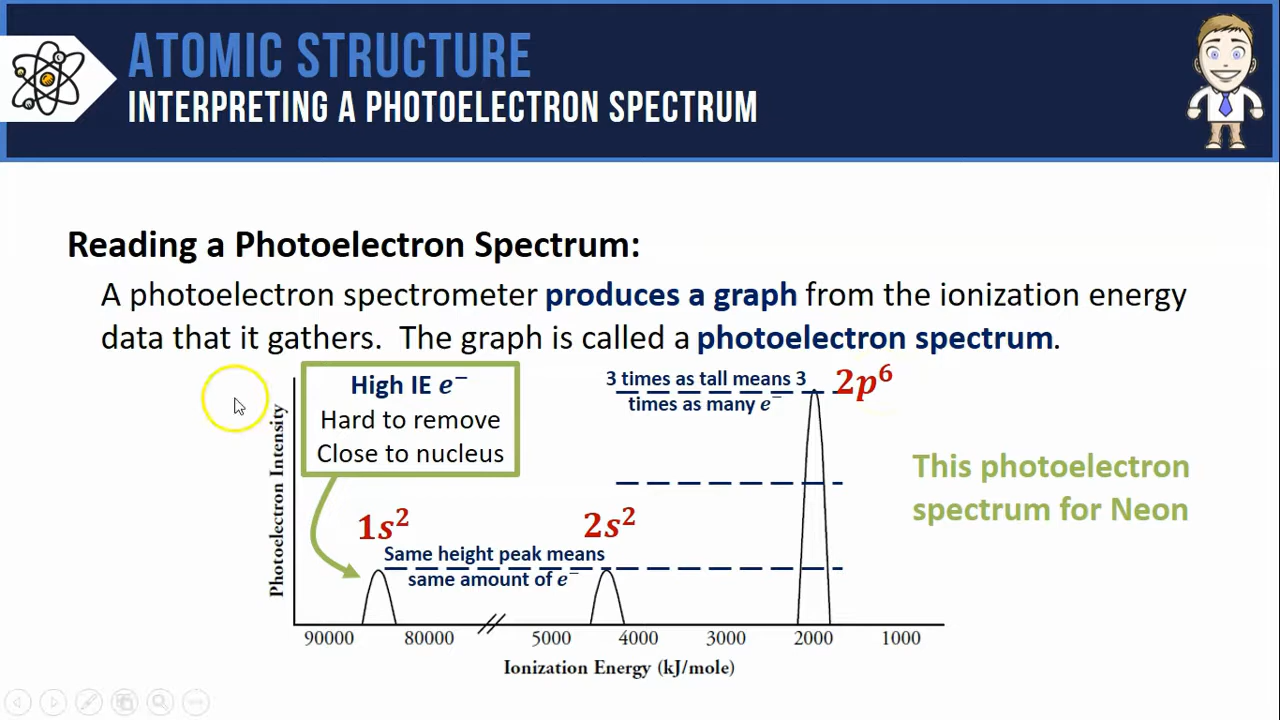 ATOMIC STRUCTURE
INTERPRETING A PHOTOELECTRON SPECTRUM
Reading a Photoelectron Spectrum:
A photoelectron spectrometer produces a graph from the ionization energy
data that it gathers. The graph is called a photoelectron spectrum.
High IE e⁻
Hard to remove
Close to nucleus
3 times as tall means 3
times as many e⁻
2p⁶
This photoelectron
spectrum for Neon
Photoelectron Intensity
1s²
2s²
Same height peak means
same amount of e⁻
90000 80000 5000 4000 3000 2000 1000
Ionization Energy (kJ/mole)